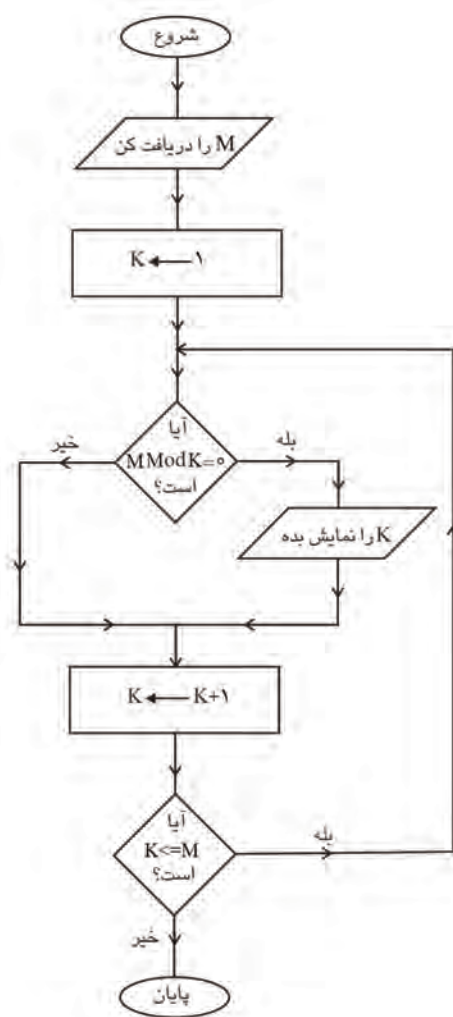 شروع
M را دریافت کن
K ← ۱
آیا
M Mod K=۰
است؟
خیر
بله
K را نمایش بده
K ← K+۱
آیا
K<=M
است؟
بله
خیر
پایان